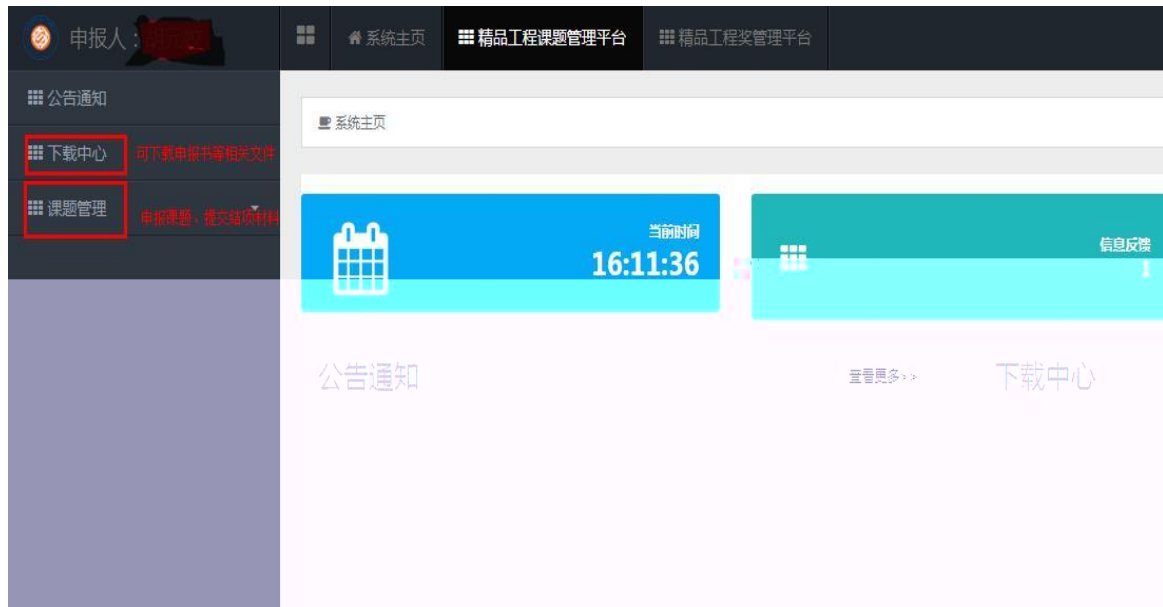 申报人：
系统主页
精品工程课题管理平台
精品工程奖管理平台
公告通知
下载中心
可下载申报书等相关文件
课题管理
申报课题、提交结项材料
系统主页
当前时间
16:11:36
信息反馈
1
公告通知
查看更多>>
下载中心